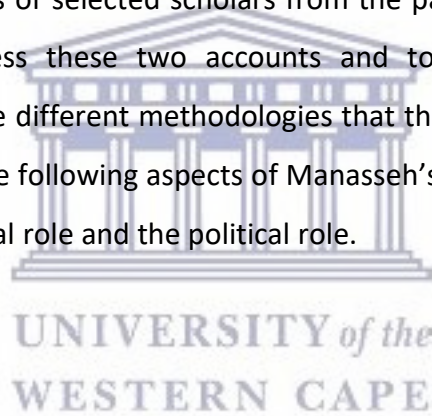 of selected scholars from the pa
ess these two accounts and to
e different methodologies that th
e following aspects of Manasseh's
al role and the political role.
UNIVERSITY of the
WESTERN CAPE